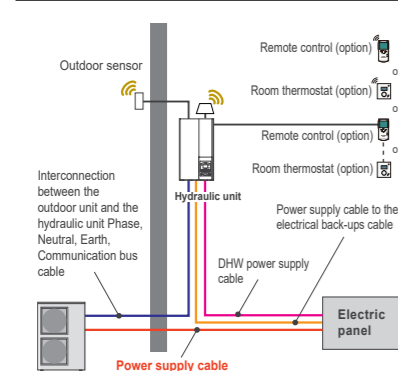 Remote control (option)
o
Outdoor sensor
Room thermostat (option)
o
Remote control (option)
o
Room thermostat (option)
Interconnection
between the
outdoor unit and the
hydraulic unit Phase,
Neutral, Earth,
Communication bus
cable
Hydraulic unit
Power supply cable to the
electrical back-ups cable
DHW power supply
cable
Electric
panel
Power supply cable